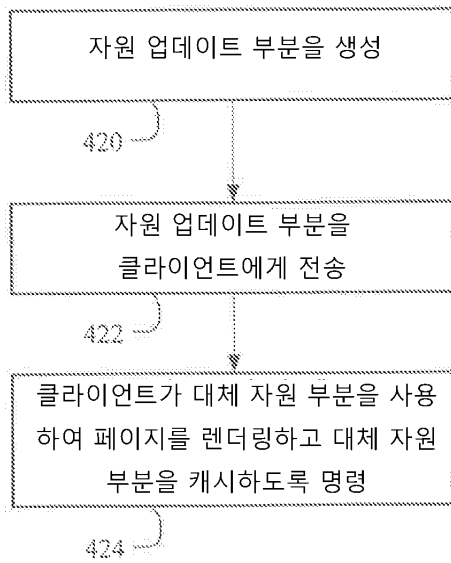 자원 업데이트 부분을 생성
420
자원 업데이트 부분을
클라이언트에게 전송
422
클라이언트가 대체 자원 부분을 사용
하여 페이지를 렌더링하고 대체 자원
부분을 캐시하도록 명령
424